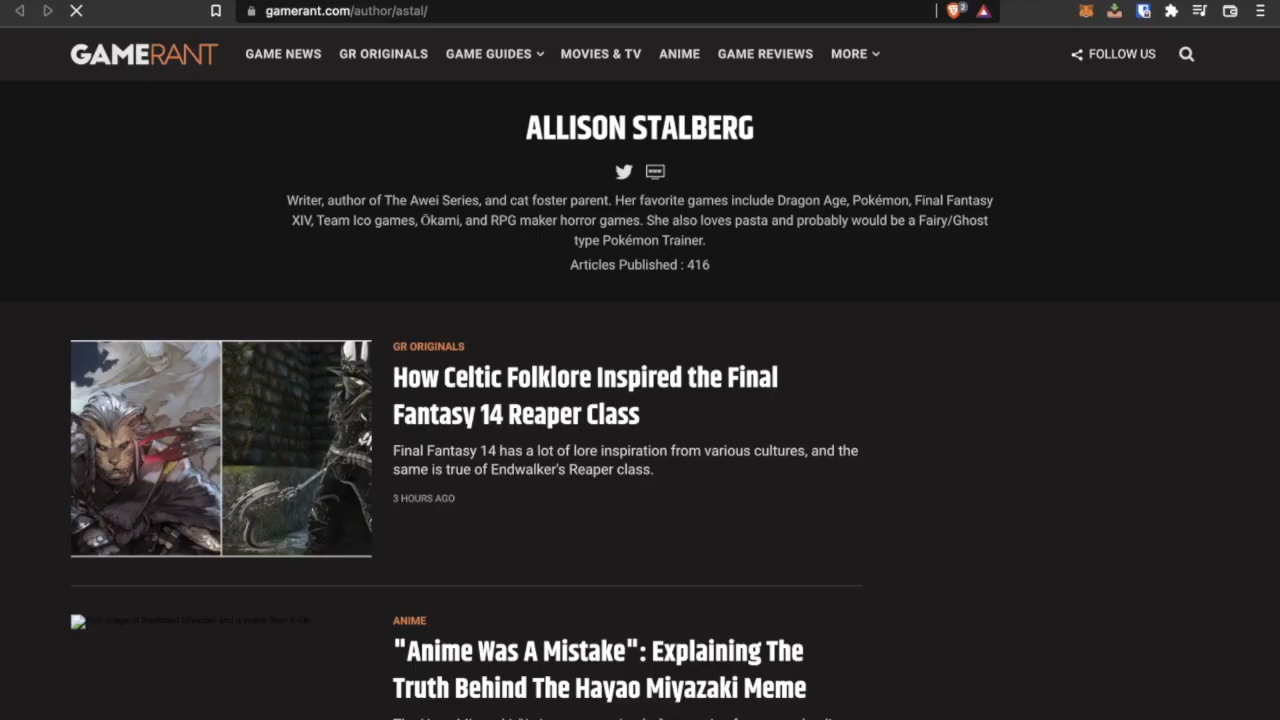 gamerant.com/author/astal/
2
GAMERANT
GAME NEWS
GR ORIGINALS
GAME GUIDES
MOVIES & TV
ANIME
GAME REVIEWS
MORE
FOLLOW US
ALLISON STALBERG
www
Writer, author of The Awei Series, and cat foster parent. Her favorite games include Dragon Age, Pokémon, Final Fantasy
XIV, Team Ico games, Ōkami, and RPG maker horror games. She also loves pasta and probably would be a Fairy/Ghost
type Pokémon Trainer.
Articles Published : 416
GR ORIGINALS
How Celtic Folklore Inspired the Final
Fantasy 14 Reaper Class
Final Fantasy 14 has a lot of lore inspiration from various cultures, and the
same is true of Endwalker's Reaper class.
3 HOURS AGO
ANIME
"Anime Was A Mistake": Explaining The
Truth Behind The Hayao Miyazaki Meme